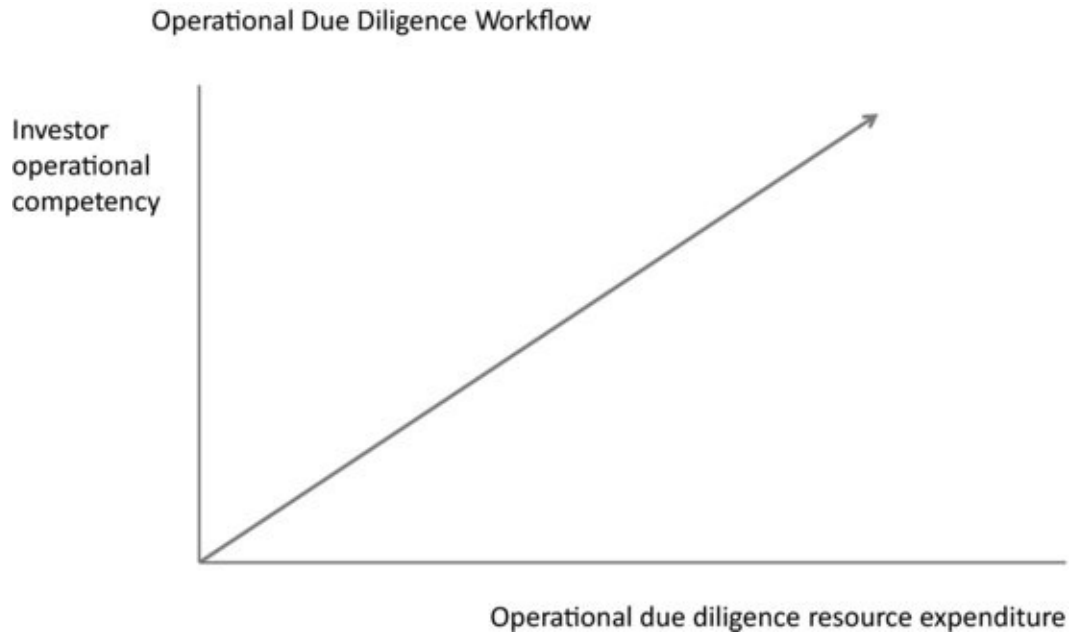 Operational Due Diligence Workflow
Investor
operational
competency
Operational due diligence resource expenditure